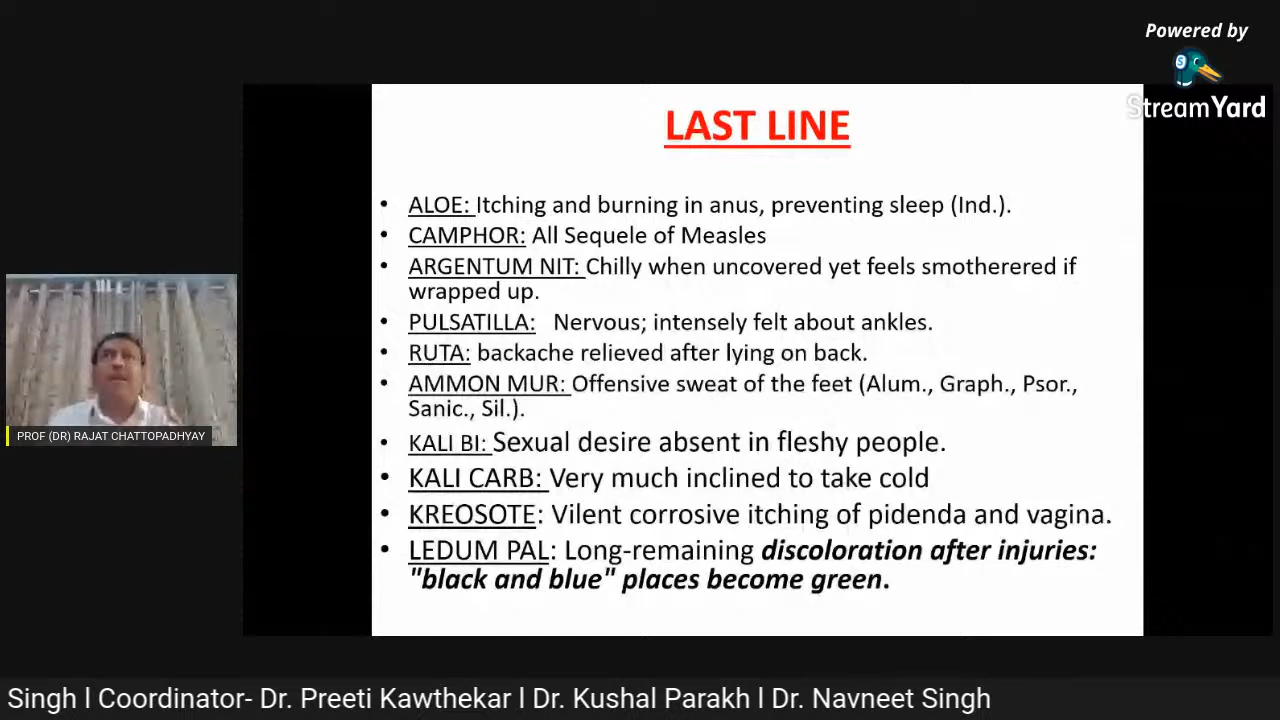 Powered by
StreamYard
LAST LINE
• ALOE: Itching and burning in anus, preventing sleep (Ind.).
• CAMPHOR: All Sequele of Measles
• ARGENTUM NIT: Chilly when uncovered yet feels smotherered if
wrapped up.
• PULSATILLA: Nervous; intensely felt about ankles.
• RUTA: backache relieved after lying on back.
• AMMON MUR: Offensive sweat of the feet (Alum., Graph., Psor.,
Sanic., Sil.).
• KALI BI: Sexual desire absent in fleshy people.
• KALI CARB: Very much inclined to take cold
• KREOSOTE: Vilent corrosive itching of pidenda and vagina.
• LEDUM PAL: Long-remaining discoloration after injuries:
"black and blue" places become green.
PROF (DR) RAJAT CHATTOPADHYAY
Singh l Coordinator- Dr. Preeti Kawthekar l Dr. Kushal Parakh l Dr. Navneet Singh